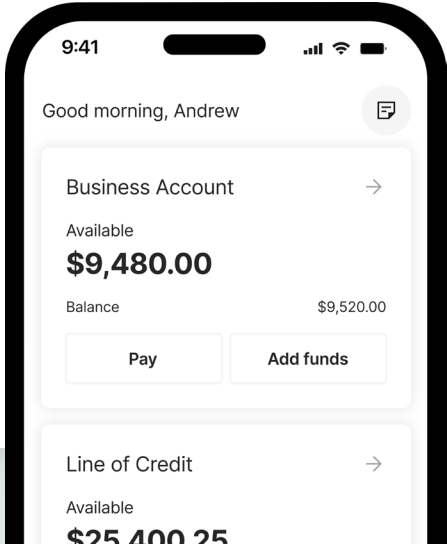 9:41
Good morning, Andrew
Business Account
Available
$9,480.00
Balance $9,520.00
Pay Add funds
Line of Credit
Available
$25,400.25